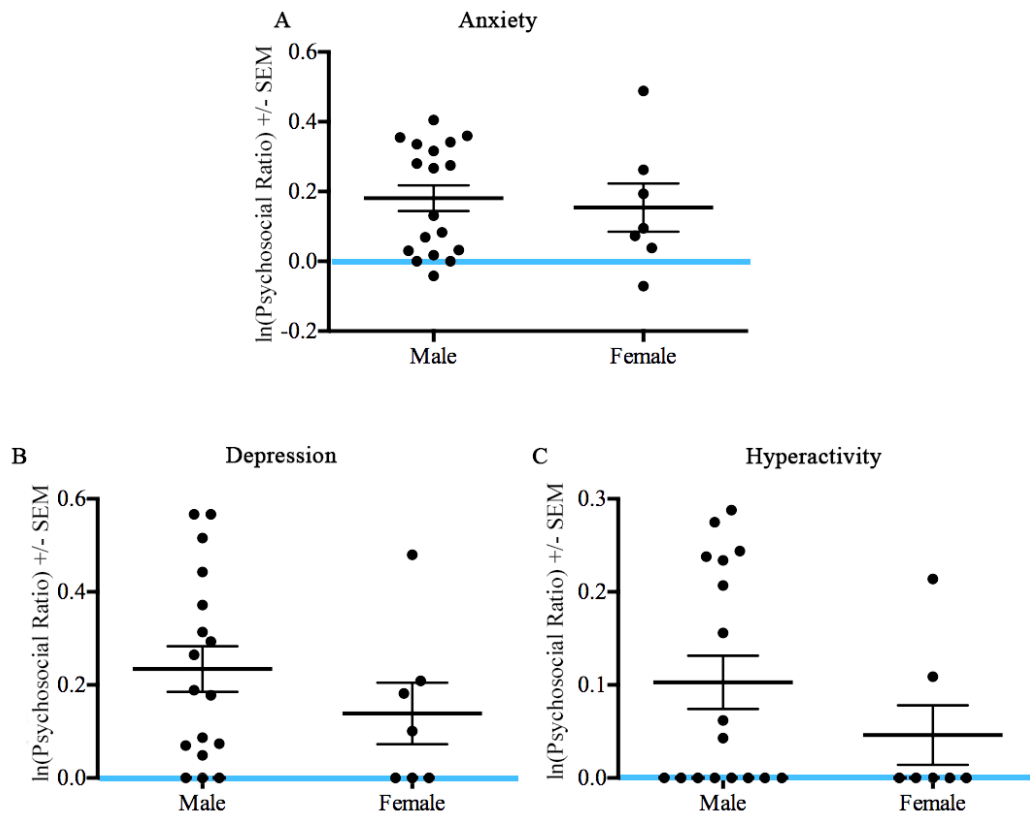 A
Anxiety
ln(Psychosocial Ratio) +/- SEM
0.6
0.4
0.2
0.0
-0.2
Male
Female
B
Depression
ln(Psychosocial Ratio) +/- SEM
0.6
0.4
0.2
0.0
Male
Female
C
Hyperactivity
ln(Psychosocial Ratio) +/- SEM
0.3
0.2
0.1
0.0
Male
Female